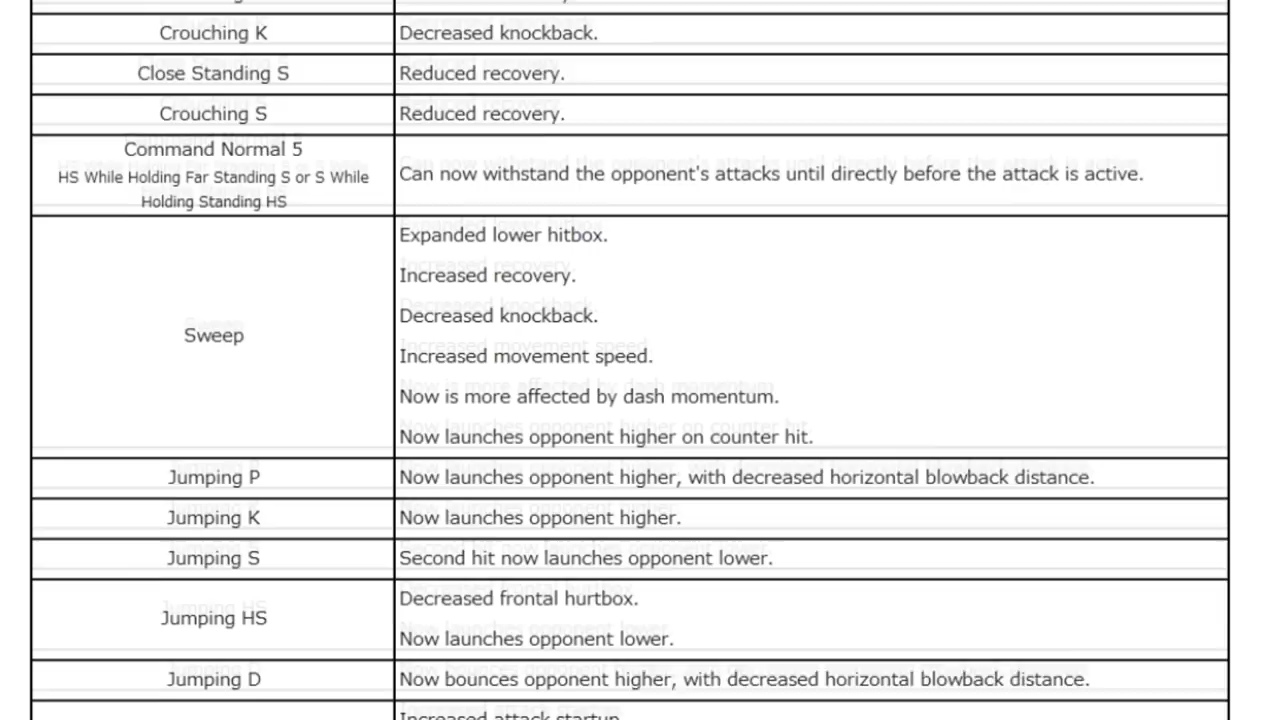 Crouching K
Decreased knockback.
Close Standing S
Reduced recovery.
Crouching S
Reduced recovery.
Command Normal 5
HS While Holding Far Standing S or S While
Holding Standing HS
Can now withstand the opponent's attacks until directly before the attack is active.
Sweep
Expanded lower hitbox.
Increased recovery.
Decreased knockback.
Increased movement speed.
Now is more affected by dash momentum.
Now launches opponent higher on counter hit.
Jumping P
Now launches opponent higher, with decreased horizontal blowback distance.
Jumping K
Now launches opponent higher.
Jumping S
Second hit now launches opponent lower.
Jumping HS
Decreased frontal hurtbox.
Now launches opponent lower.
Jumping D
Now bounces opponent higher, with decreased horizontal blowback distance.
Increased attack startup.